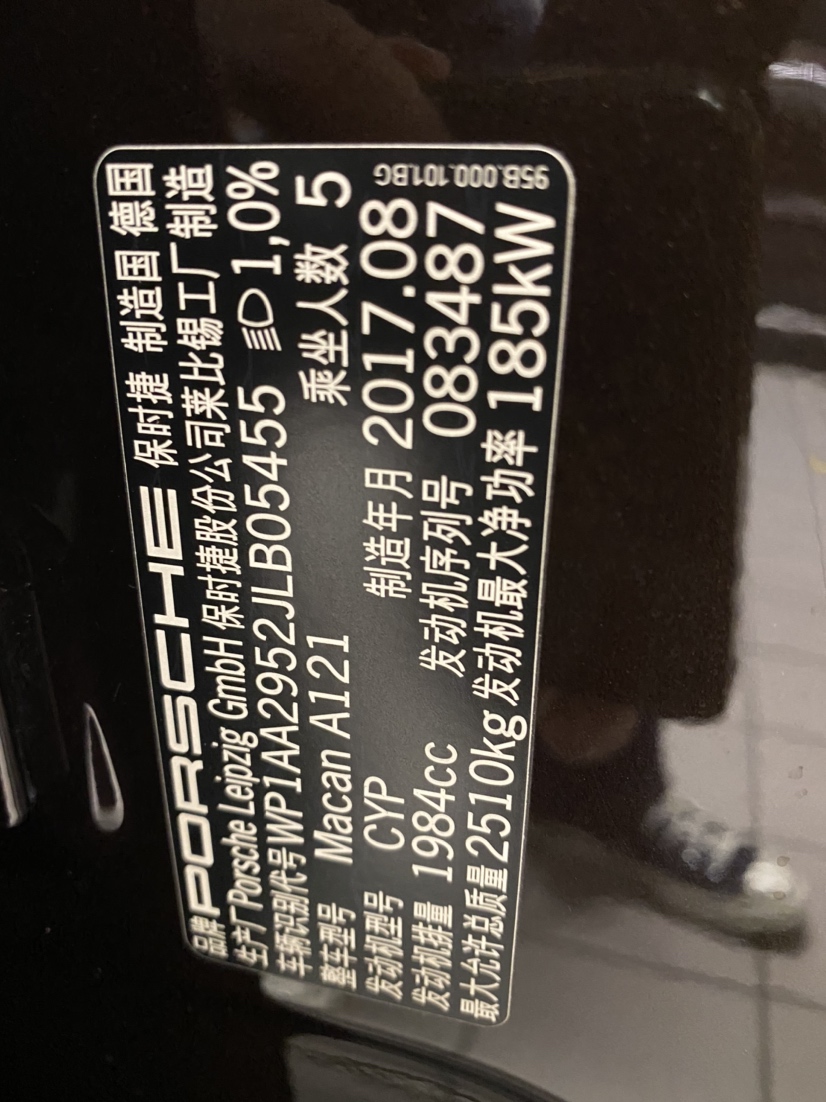 品牌 PORSCHE 保时捷 制造国 德国
生产厂 Porsche Leipzig GmbH 保时捷股份公司莱比锡工厂制造
车辆识别代号 WP1AA2952JLB05455 1,0%
整车型号 Macan A121 乘坐人数 5
发动机型号 CYP 制造年月 2017.08
发动机排量 1984cc 发动机序列号 083487
最大允许总质量 2510kg 发动机最大净功率 185kW
95B.000.101.BG